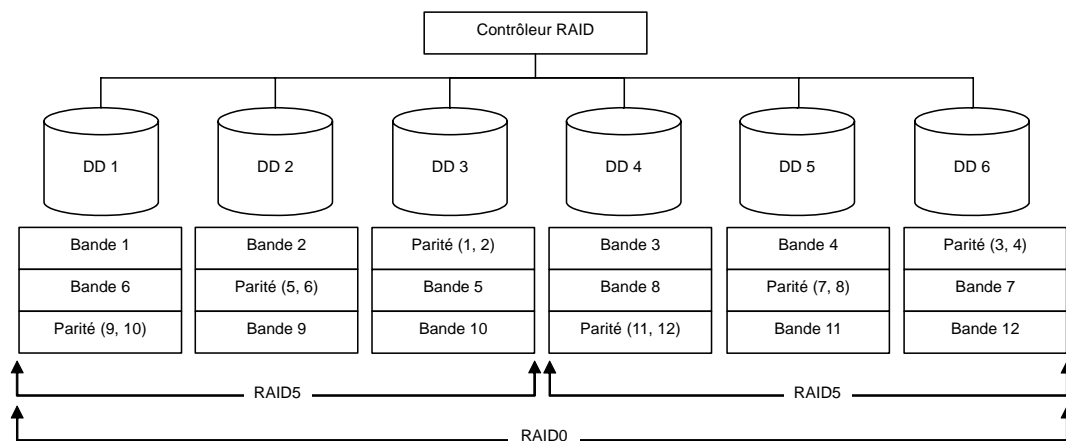 Contrôleur RAID
DD 1
DD 2
DD 3
DD 4
DD 5
DD 6
Bande 1
Bande 2
Parité (1, 2)
Bande 3
Bande 4
Parité (3, 4)
Bande 6
Parité (5, 6)
Bande 5
Bande 8
Parité (7, 8)
Bande 7
Parité (9, 10)
Bande 9
Bande 10
Parité (11, 12)
Bande 11
Bande 12
RAID5
RAID5
RAID0